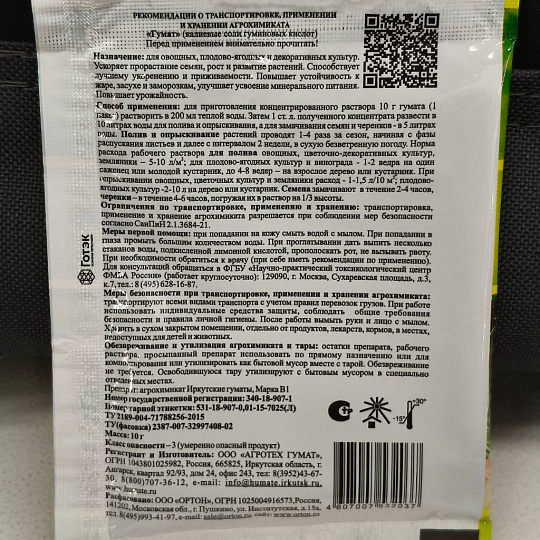 РЕКОМЕНДАЦИИ О ТРАНСПОРТИРОВКЕ, ПРИМЕНЕНИИ
И ХРАНЕНИИ АГРОХИМИКАТА
«Гумат» (калиевые соли гуминовых кислот)
Перед применением внимательно прочитать!
Назначение: для овощных, плодово-ягодных и декоративных культур.
Ускоряет прорастание семян, рост и развитие растений. Способствует
лучшему укоренению и приживаемости. Повышает устойчивость к
жаре, засухе и заморозкам, улучшает усвоение минерального питания.
Повышает урожайность.
Способ применения: для приготовления концентрированного раствора 10 г гумата (1
пакет) растворить в 200 мл теплой воды. Затем 1 ст. л. полученного концентрата развести в
10 литрах воды для полива и опрыскивания, а для замачивания семян и черенков - в 5 литрах
воды. Полив и опрыскивание растений проводят 1-4 раза за сезон, начиная с фазы
распускания листьев и далее с интервалом 2 недели, в сухую безветренную погоду. Норма
расхода рабочего раствора для полива овощных, цветочно-декоративных культур,
земляники – 5-10 л/м²; для плодово-ягодных культур и винограда - 1-2 ведра на один
саженец или молодой кустарник, до 4-8 ведер – на взрослое дерево или кустарник. При
опрыскивании овощных, цветочных культур и земляники расход - 1-1,5 л/10 м²; плодово-
ягодных культур -2-10 л на дерево или кустарник. Семена замачивают в течение 2-4 часов,
черенки – в течение 4-6 часов, погружая их в раствор на 1/3 высоты.
Ограничения по транспортировке, применению и хранению: транспортировка,
применение и хранение агрохимиката разрешается при соблюдении мер безопасности
согласно СанПиН 2.1.3684-21.
Меры первой помощи: при попадании на кожу смыть водой с мылом. При попадании в
глаза промыть большим количеством воды. При проглатывании дать выпить несколько
стаканов воды, подкисленной лимонной кислотой, прополоскать рот, не вызывать рвоту.
При необходимости обратиться к врачу (при себе иметь рекомендации по применению).
Для консультаций обращаться в ФГБУ «Научно-практический токсикологический центр
ФМБА России» (работает круглосуточно): 129090, г. Москва, Сухаревская площадь, д.3,
к.7,тел.: 8 (495) 628-16-87.
Меры безопасности при транспортировке, применении и хранении агрохимиката:
транспортируют всеми видами транспорта с учетом правил перевозок грузов. При работе
использовать индивидуальные средства защиты, соблюдать общие требования
безопасности и правила личной гигиены. После работы вымыть руки и лицо с мылом.
Хранить в сухом закрытом помещении, отдельно от продуктов, лекарств, кормов, в местах,
недоступных для детей и животных.
Обезвреживание и утилизация агрохимиката и тары: остатки препарата, рабочего
раствора, просыпанный препарат использовать по прямому назначению или для
компостирования или утилизировать как бытовой мусор вместе с тарой. Обезвреживание
не требуется. Освободившуюся тару утилизируют с бытовым мусором в специально
отведенных местах.
Препарат: агрохимикат Иркутские гуматы, Марка В1
Номер государственной регистрации: 340-18-907-1
Номер тарной этикетки: 531-18-907-0,01-15-7025(Л)
ТУ 2189-004-71788256-2015
ТУ(фасовка) 2387-007-32997408-02
Масса: 10 г
Класс опасности – 3 (умеренно опасный продукт)
Регистрант и Изготовитель: ООО «АГРОТЕХ ГУМАТ»,
ОГРН 1043801025982, Россия, 665825, Иркутская область, г.
Ангарск, квартал 92/93, дом 24, офис 243, тел: 8(3952)43-67-
30, 8(800)707-36-12, e-mail: info@humate.irkutsk.ru,
www.humate.ru
Расфасовано: ООО «ОРТОН», ОГРН 1025004916573, Россия,
141202, Московская область, г. Пушкино, ул. Институтская, д.15
тел. 8(495)993-41-97, e-mail: sale@orton.ru, сайт: www.orton.ru
ГОТЭК
-15°
+30°
4 607007 532037